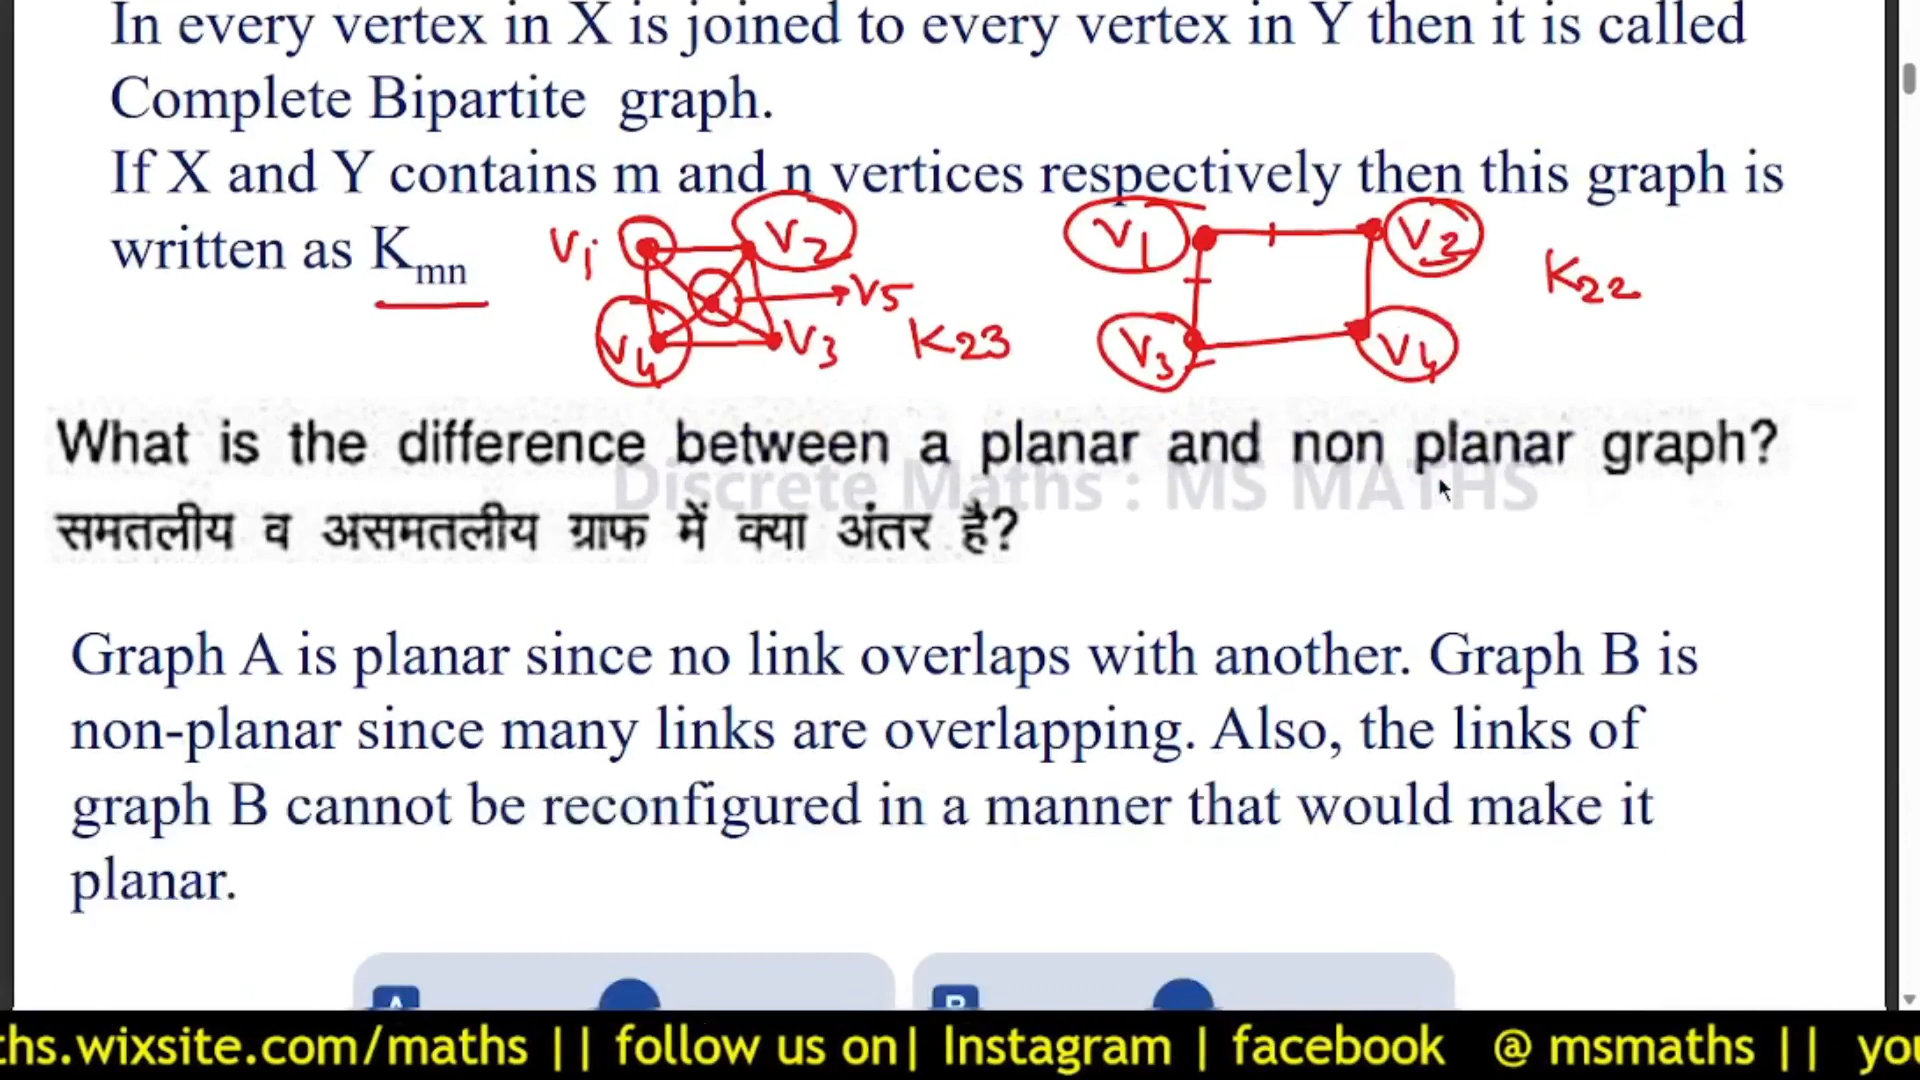 In every vertex in X is joined to every vertex in Y then it is called
Complete Bipartite graph.
If X and Y contains m and n vertices respectively then this graph is
written as Kmn
V1 V2 V5 V4 V3 K23
V1 V2 V3 V4 K22
What is the difference between a planar and non planar graph?
Discrete Maths : MS MATHS
समतलीय व असमतलीय ग्राफ में क्या अंतर है?
Graph A is planar since no link overlaps with another. Graph B is
non-planar since many links are overlapping. Also, the links of
graph B cannot be reconfigured in a manner that would make it
planar.
A B
ths.wixsite.com/maths || follow us on| Instagram | facebook @ msmaths || you